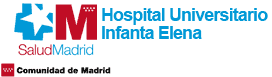 Hospital Universitario
Infanta Elena
SaludMadrid
Comunidad de Madrid